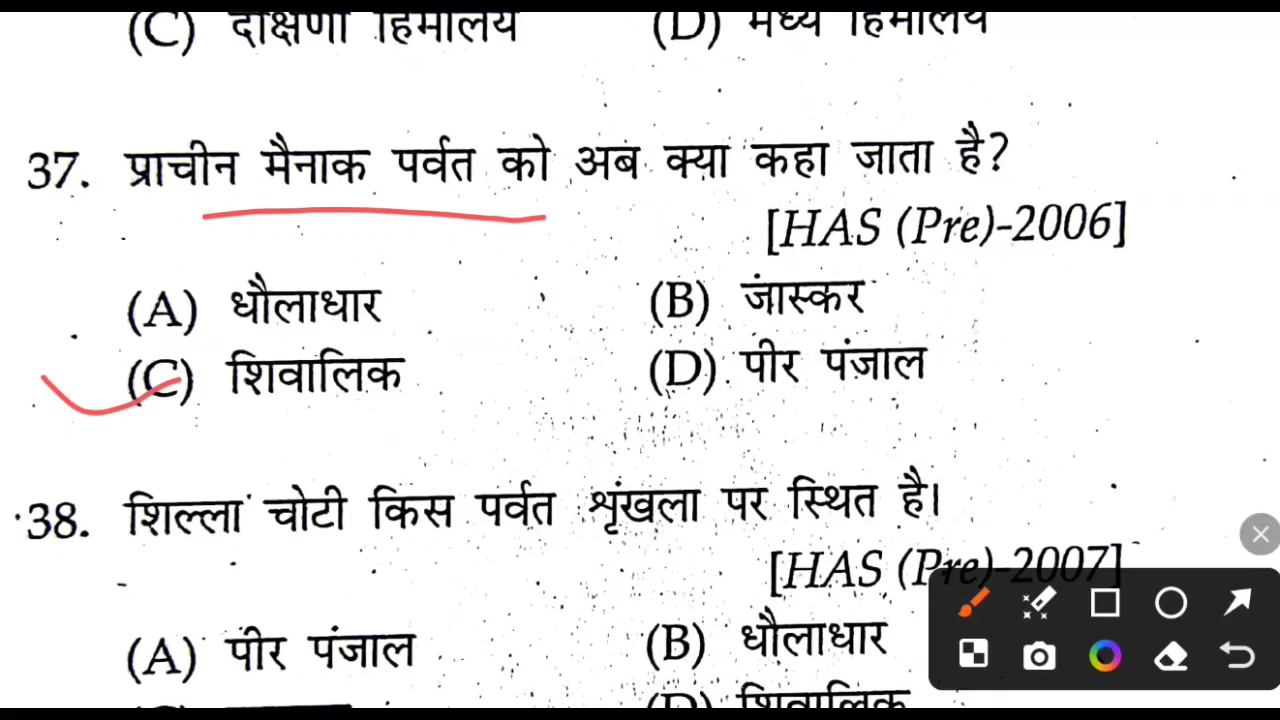 (C) दक्षिणी हिमालय (D) मध्य हिमालय
37. प्राचीन मैनाक पर्वत को अब क्या कहा जाता है?
[HAS (Pre)-2006]
(A) धौलाधार (B) जांस्कर
(C) शिवालिक (D) पीर पंजाल
38. शिल्ला चोटी किस पर्वत शृंखला पर स्थित है।
[HAS (Pre)-2007]
(A) पीर पंजाल (B) धौलाधार
(D) शिवालिक